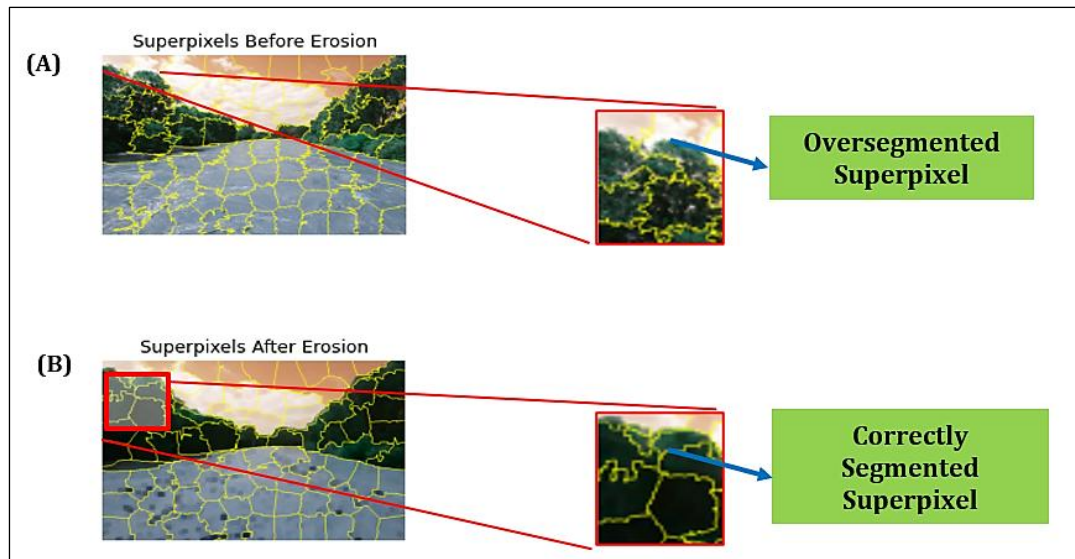 Superpixels Before Erosion
(A)
Oversegmented
Superpixel
Superpixels After Erosion
(B)
Correctly
Segmented
Superpixel